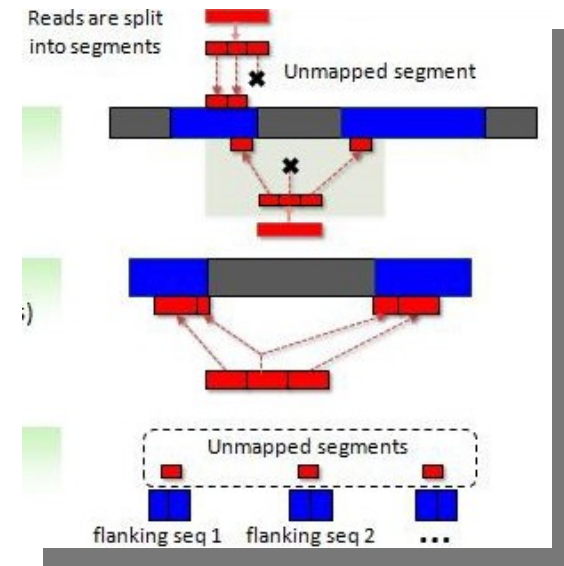 Reads are split
into segments
Unmapped segment
s)
Unmapped segments
flanking seq 1 flanking seq 2 ...